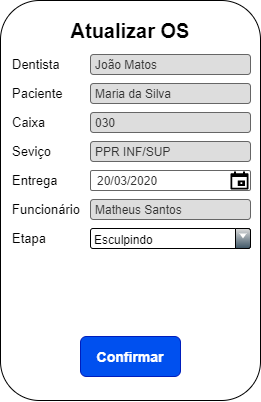 Atualizar OS
Dentista João Matos
Paciente Maria da Silva
Caixa 030
Seviço PPR INF/SUP
Entrega 20/03/2020
Funcionário Matheus Santos
Etapa Esculpindo
Confirmar